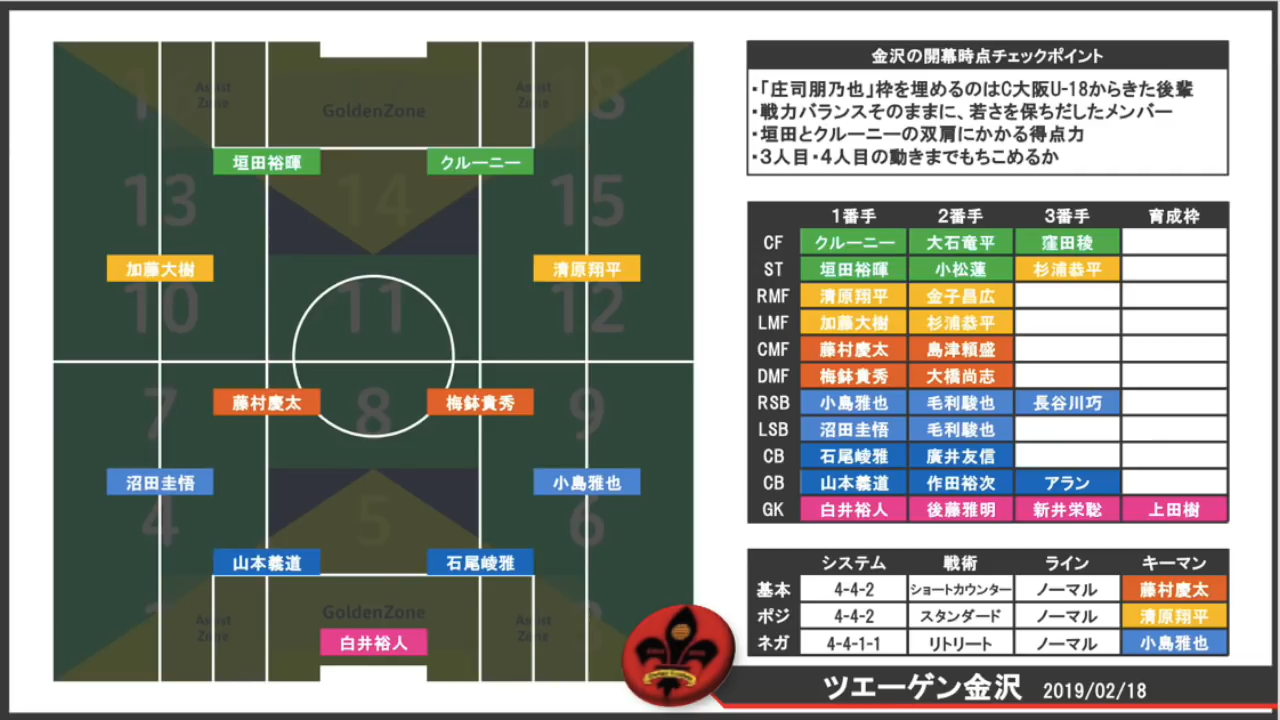 金沢の開幕時点チェックポイント
・「庄司朋乃也」枠を埋めるのはC大阪U-18からきた後輩
・戦力バランスそのままに、若さを保ちだしたメンバー
・垣田とクルーニーの双肩にかかる得点力
・3人目・4人目の動きまでもちこめるか
Assist Zone
GoldenZone
Assist Zone
18
垣田裕暉 クルーニー
13 14 15
加藤大樹 清原翔平
10 11 12
藤村慶太 梅鉢貴秀
7 8 9
沼田圭悟 小島雅也
4 5 6
山本義道 石尾崚雅
Assist Zone
GoldenZone
Assist Zone
白井裕人
1番手 2番手 3番手 育成枠
CF クルーニー 大石竜平 窪田稜
ST 垣田裕暉 小松蓮 杉浦恭平
RMF 清原翔平 金子昌広
LMF 加藤大樹 杉浦恭平
CMF 藤村慶太 島津頼盛
DMF 梅鉢貴秀 大橋尚志
RSB 小島雅也 毛利駿也 長谷川巧
LSB 沼田圭悟 毛利駿也
CB 石尾崚雅 廣井友信
CB 山本義道 作田裕次 アラン
GK 白井裕人 後藤雅明 新井栄聡 上田樹
システム 戦術 ライン キーマン
基本 4-4-2 ショートカウンター ノーマル 藤村慶太
ポジ 4-4-2 スタンダード ノーマル 清原翔平
ネガ 4-4-1-1 リトリート ノーマル 小島雅也
ツエーゲン金沢 2019/02/18